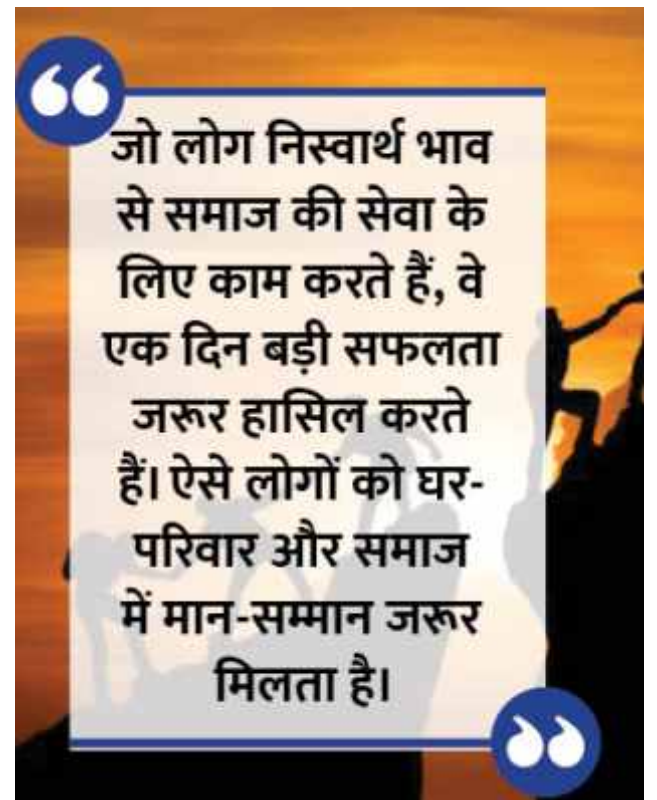 जो लोग निस्वार्थ भाव
से समाज की सेवा के
लिए काम करते हैं, वे
एक दिन बड़ी सफलता
जरूर हासिल करते
हैं। ऐसे लोगों को घर-
परिवार और समाज
में मान-सम्मान जरूर
मिलता है।